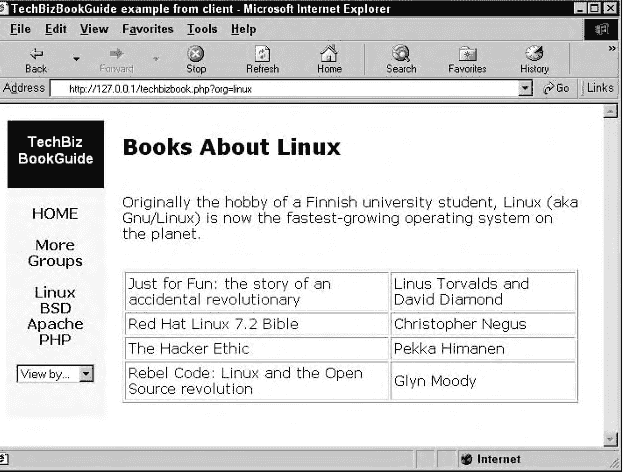 TechBizBookGuide example from client - Microsoft Internet Explorer
File Edit View Favorites Tools Help
Back Forward Stop Refresh Home Search Favorites History
Address http://127.0.0.1/techbizbook.php?org=linux Go Links
TechBiz
BookGuide
HOME
More
Groups
Linux
BSD
Apache
PHP
View by...
Books About Linux
Originally the hobby of a Finnish university student, Linux (aka
Gnu/Linux) is now the fastest-growing operating system on
the planet.
Just for Fun: the story of an
accidental revolutionary
Linus Torvalds and
David Diamond
Red Hat Linux 7.2 Bible
Christopher Negus
The Hacker Ethic
Pekka Himanen
Rebel Code: Linux and the Open
Source revolution
Glyn Moody
Internet